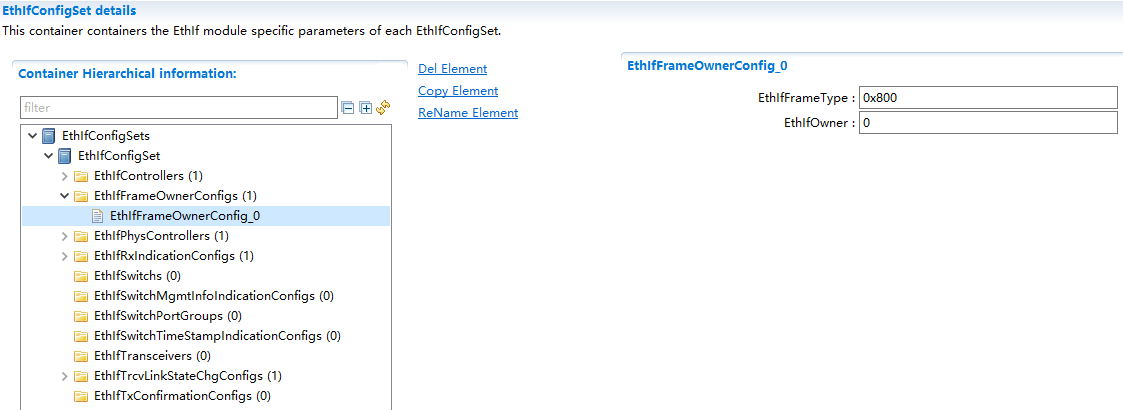 EthIfConfigSet details
This container containers the EthIf module specific parameters of each EthIfConfigSet.
Container Hierarchical information:
filter
EthIfConfigSets
EthIfConfigSet
EthIfControllers (1)
EthIfFrameOwnerConfigs (1)
EthIfFrameOwnerConfig_0
EthIfPhysControllers (1)
EthIfRxIndicationConfigs (1)
EthIfSwitchs (0)
EthIfSwitchMgmtInfoIndicationConfigs (0)
EthIfSwitchPortGroups (0)
EthIfSwitchTimeStampIndicationConfigs (0)
EthIfTransceivers (0)
EthIfTrcvLinkStateChgConfigs (1)
EthIfTxConfirmationConfigs (0)
Del Element
Copy Element
ReName Element
EthIfFrameOwnerConfig_0
EthIfFrameType : 0x800
EthIfOwner : 0